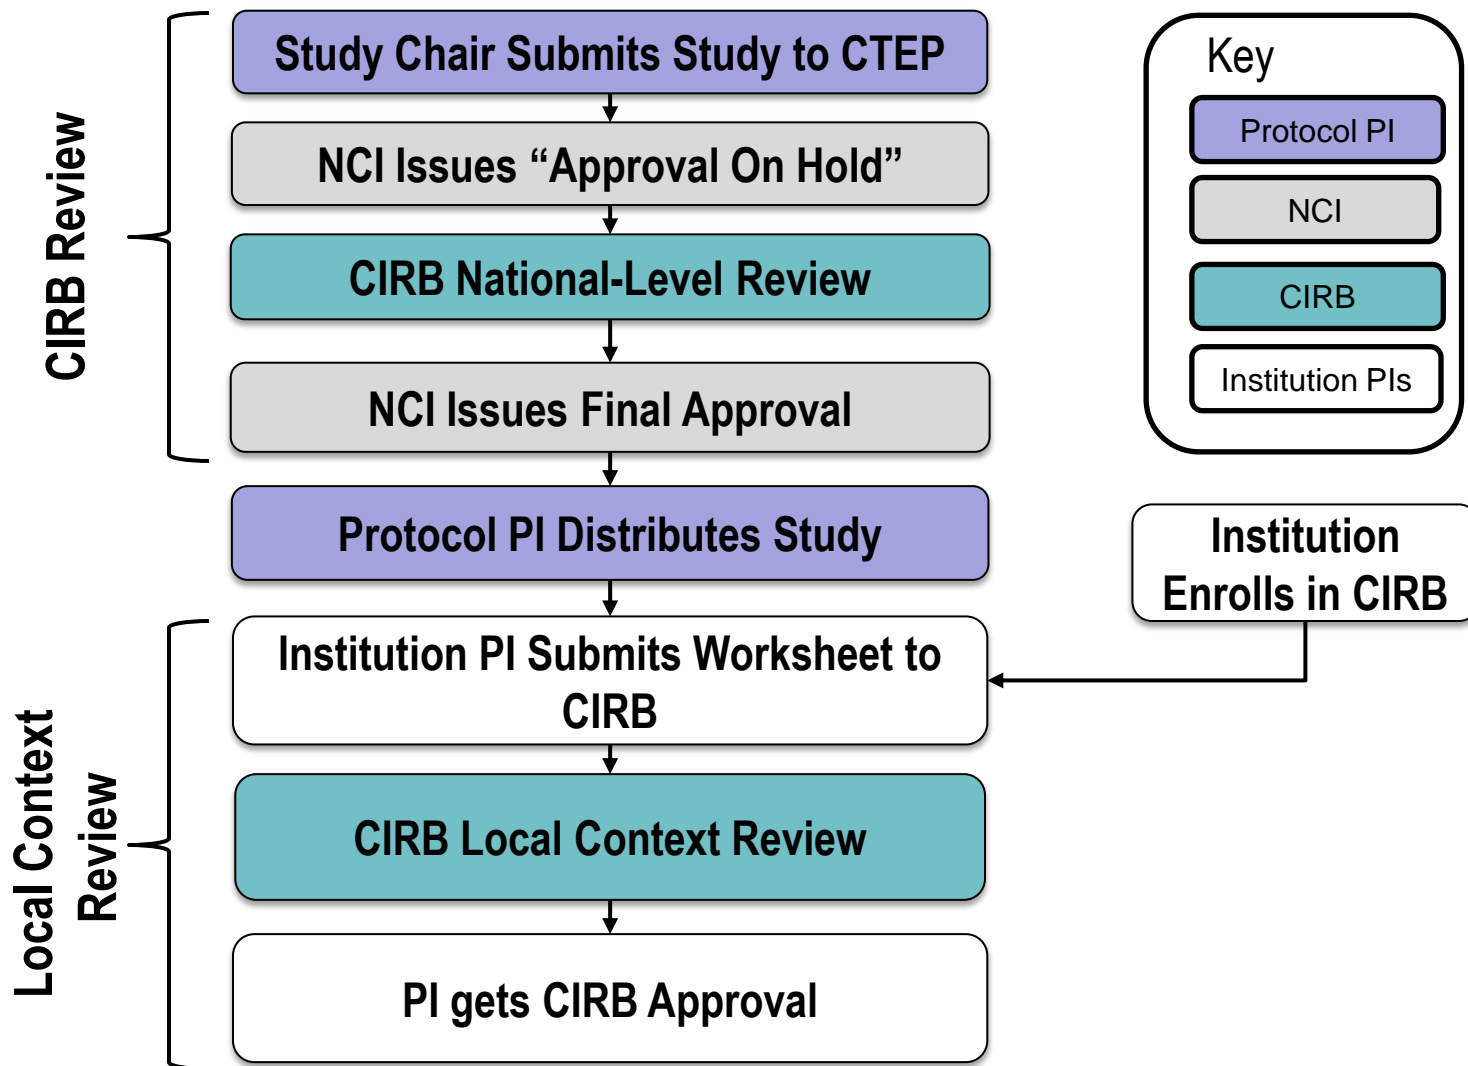 Study Chair Submits Study to CTEP
NCI Issues “Approval On Hold”
CIRB National-Level Review
NCI Issues Final Approval
CIRB Review
Protocol PI Distributes Study
Institution PI Submits Worksheet to
CIRB
CIRB Local Context Review
PI gets CIRB Approval
Local Context
Review
Key
Protocol PI
NCI
CIRB
Institution PIs
Institution
Enrolls in CIRB